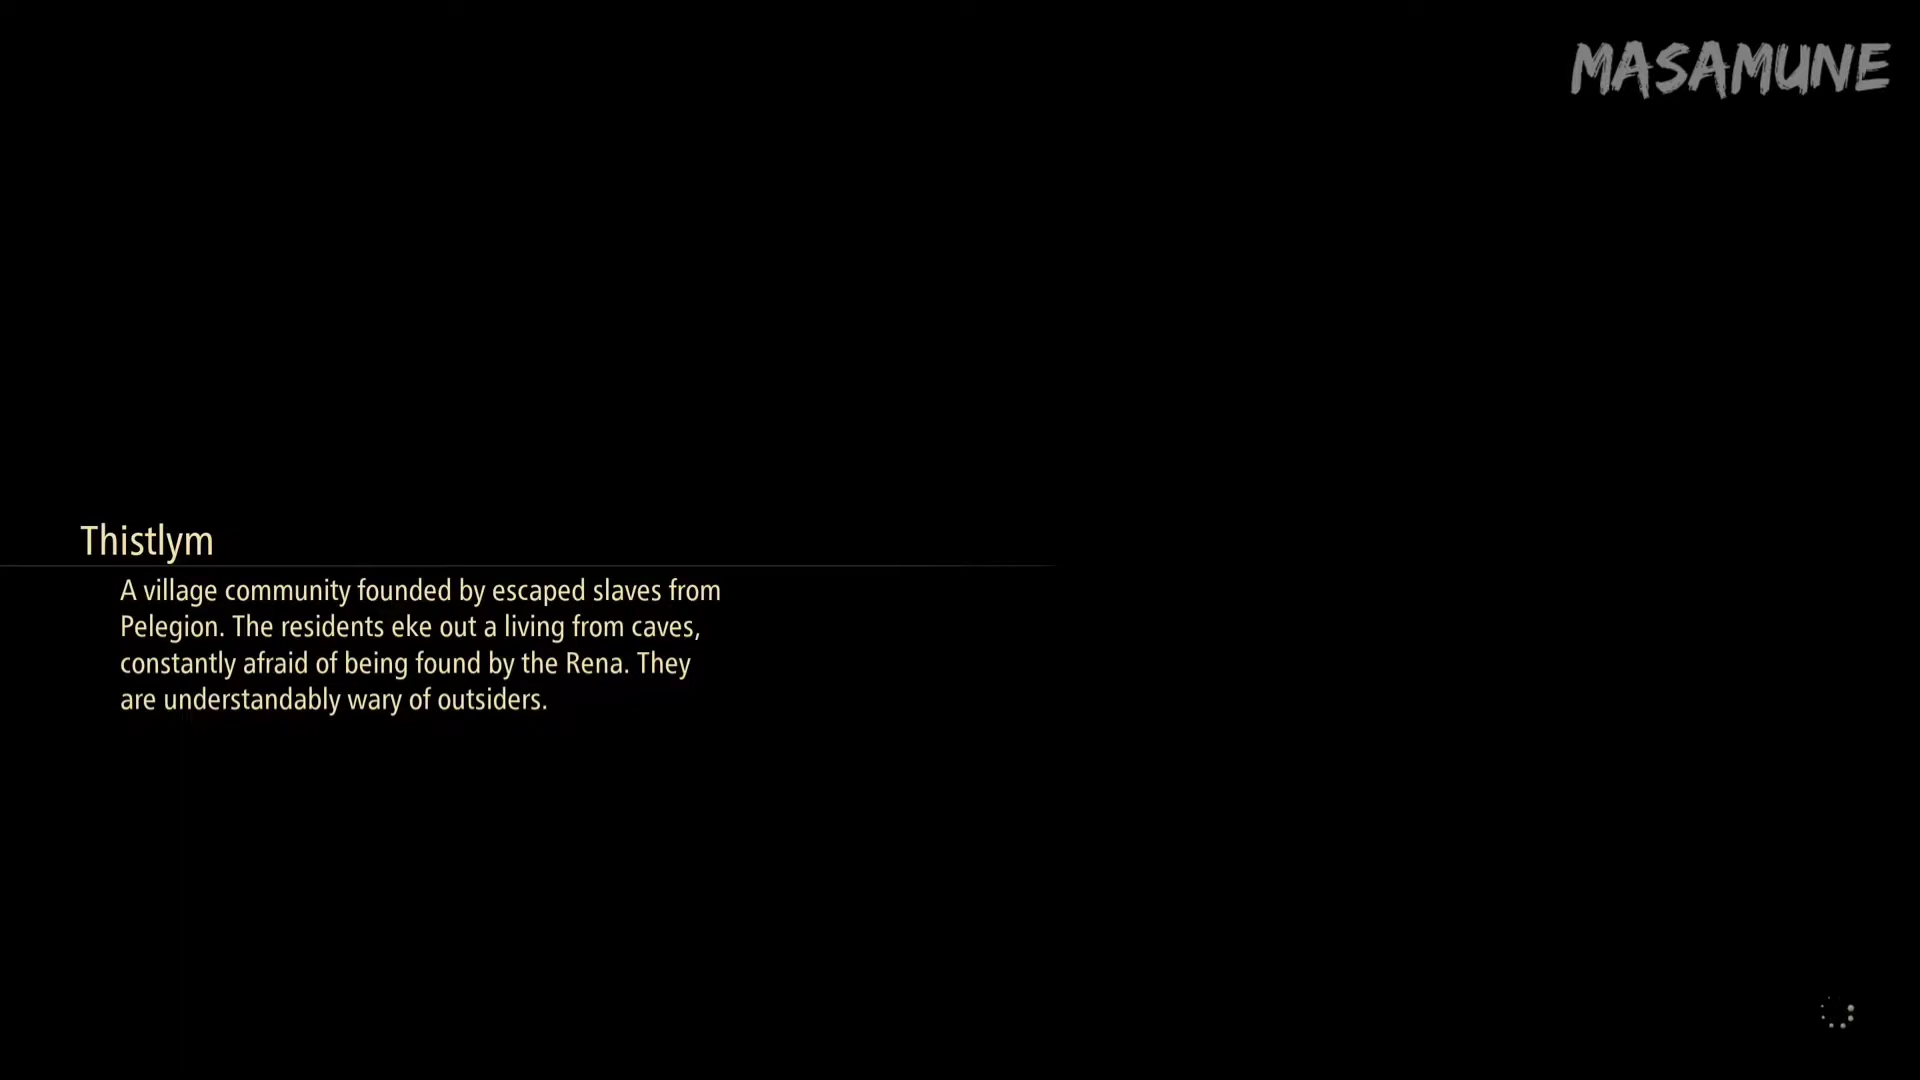 MASAMUNE
Thistlym
A village community founded by escaped slaves from
Pelegion. The residents eke out a living from caves,
constantly afraid of being found by the Rena. They
are understandably wary of outsiders.